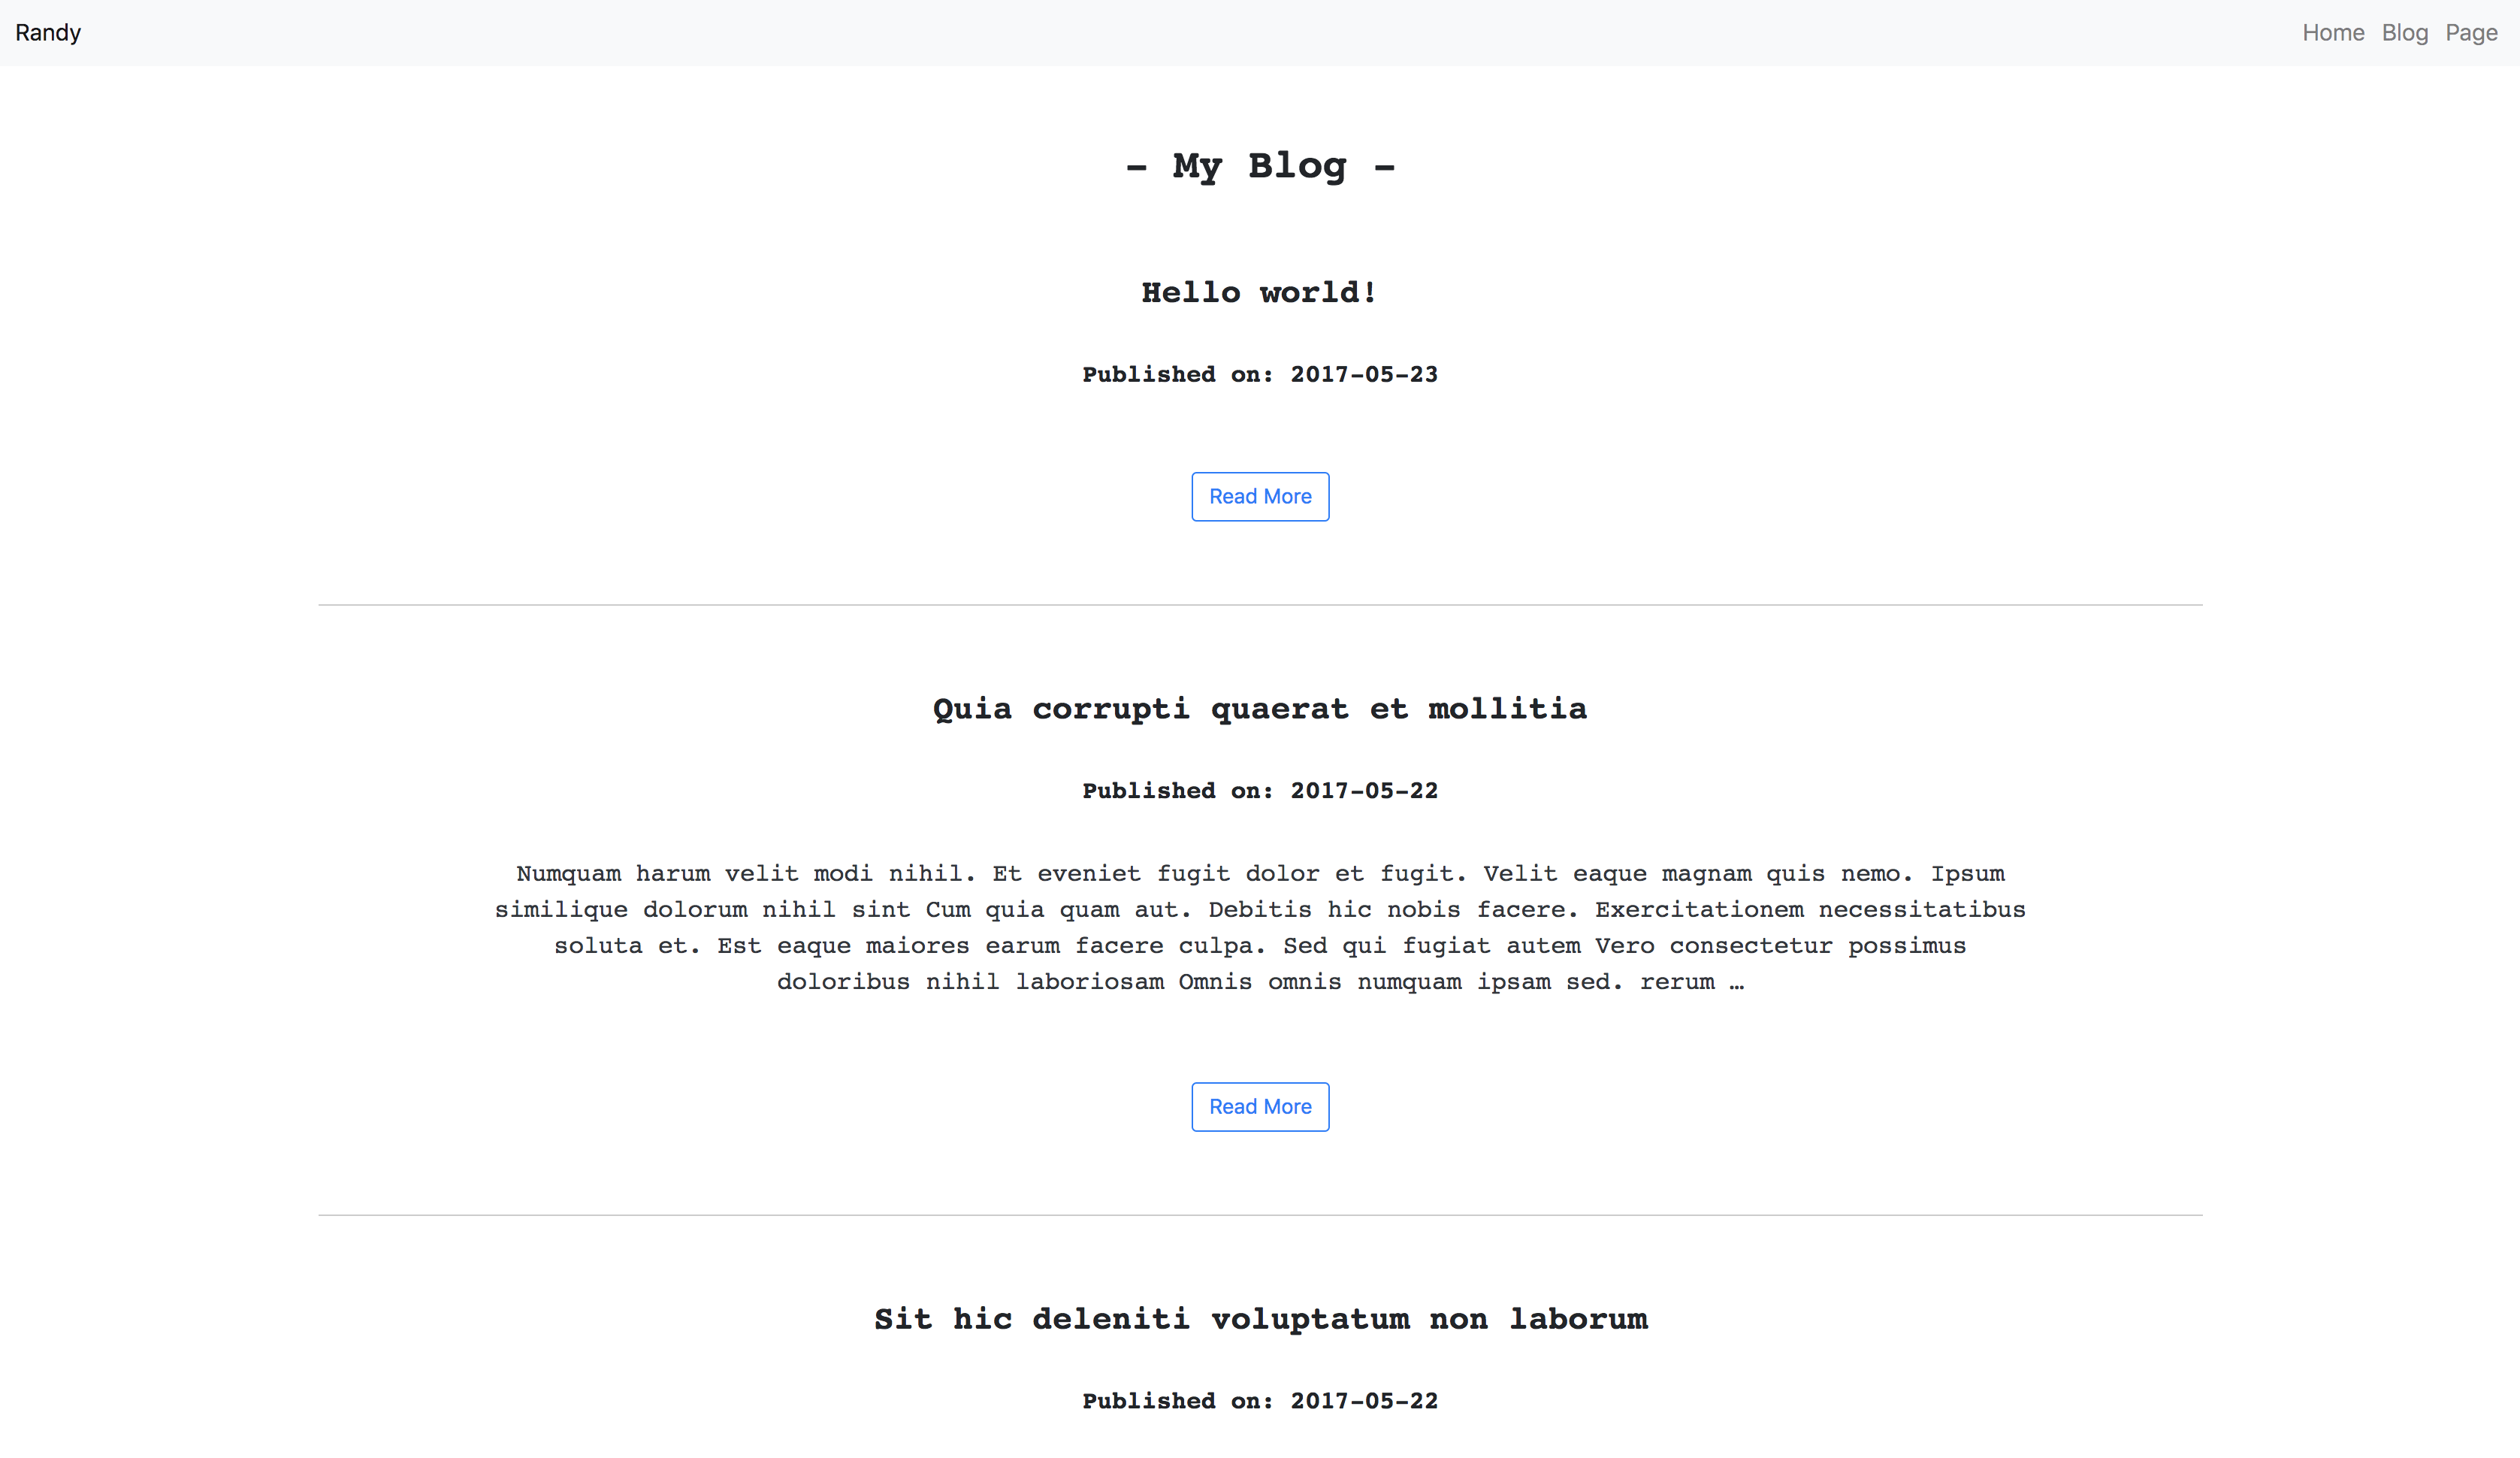 Randy
Home Blog Page
- My Blog -
Hello world!
Published on: 2017-05-23
Read More
Quia corrupti quaerat et mollitia
Published on: 2017-05-22
Numquam harum velit modi nihil. Et eveniet fugit dolor et fugit. Velit eaque magnam quis nemo. Ipsum
similique dolorum nihil sint Cum quia quam aut. Debitis hic nobis facere. Exercitationem necessitatibus
soluta et. Est eaque maiores earum facere culpa. Sed qui fugiat autem Vero consectetur possimus
doloribus nihil laboriosam Omnis omnis numquam ipsam sed. rerum …
Read More
Sit hic deleniti voluptatum non laborum
Published on: 2017-05-22